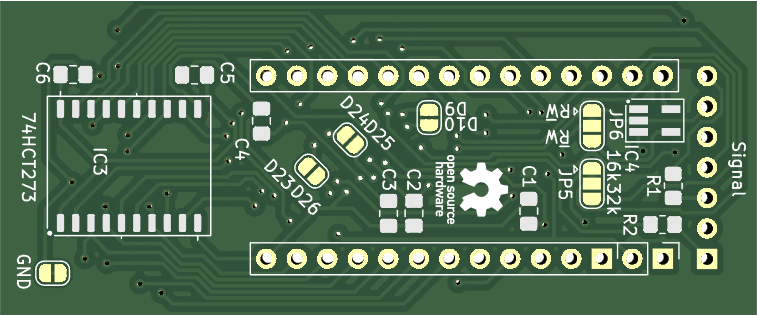 C6
C5
74HCT273
IC3
C4
GND
D24D25
D23D26
D9
D10
C3
C2
open source
hardware
C1
RW
RW
JP6
IC4
16k32k
JP5
R1
R2
Signal